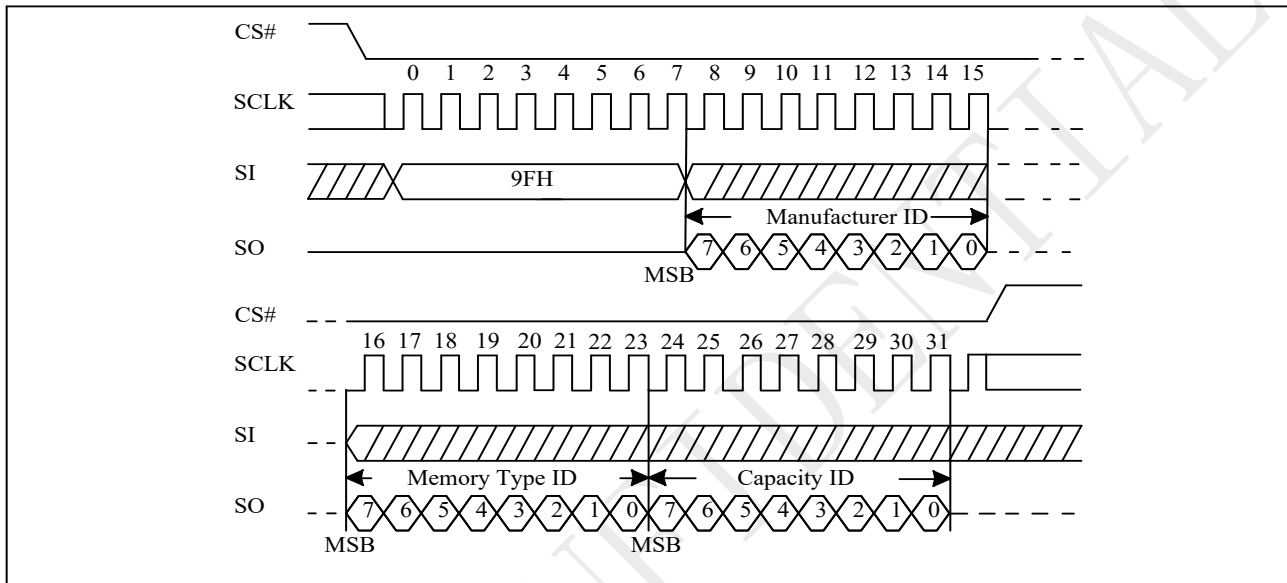 CS#
0 1 2 3 4 5 6 7 8 9 10 11 12 13 14 15
SCLK
SI
9FH
Manufacturer ID
SO
7 6 5 4 3 2 1 0
MSB
CS#
16 17 18 19 20 21 22 23 24 25 26 27 28 29 30 31
SCLK
SI
Memory Type ID Capacity ID
SO
7 6 5 4 3 2 1 0 7 6 5 4 3 2 1 0
MSB MSB
IDENTIAL